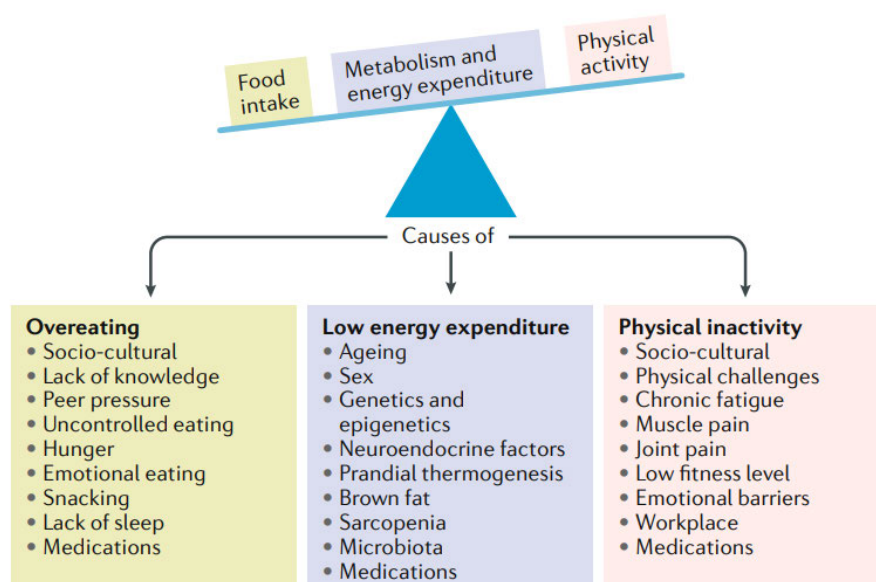 Food
intake
Metabolism and
energy expenditure
Physical
activity
Causes of
Overeating
• Socio-cultural
• Lack of knowledge
• Peer pressure
• Uncontrolled eating
• Hunger
• Emotional eating
• Snacking
• Lack of sleep
• Medications
Low energy expenditure
• Ageing
• Sex
• Genetics and
epigenetics
• Neuroendocrine factors
• Prandial thermogenesis
• Brown fat
• Sarcopenia
• Microbiota
• Medications
Physical inactivity
• Socio-cultural
• Physical challenges
• Chronic fatigue
• Muscle pain
• Joint pain
• Low fitness level
• Emotional barriers
• Workplace
• Medications